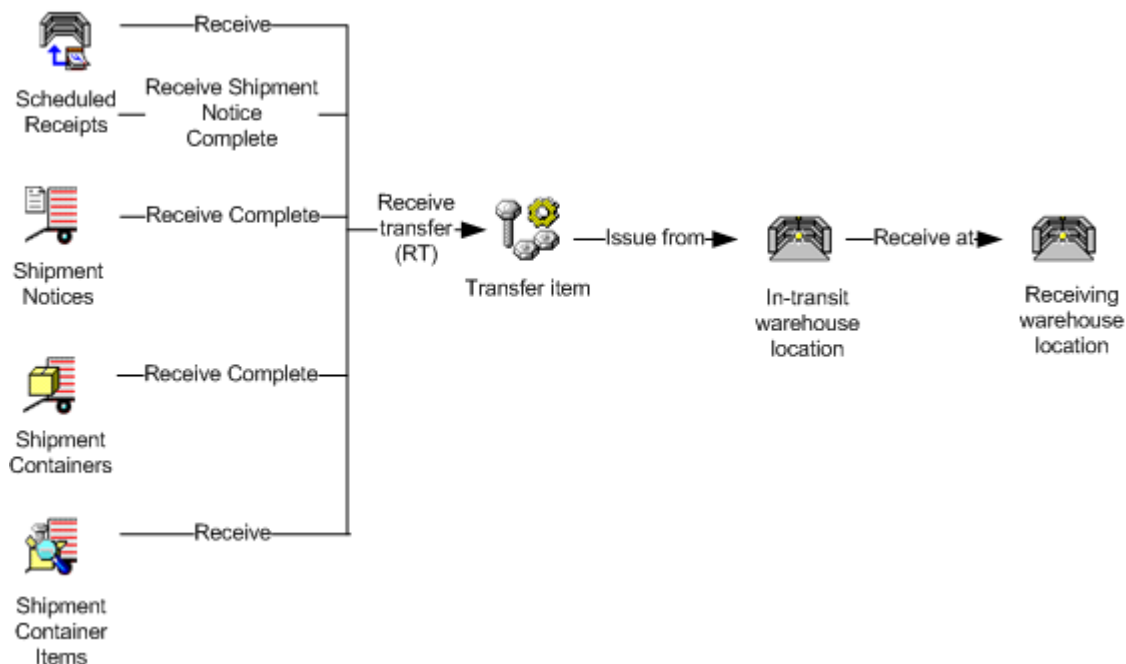 Receive
Scheduled
Receipts
Receive Shipment
Notice
Complete
Receive Complete
Shipment
Notices
Receive Complete
Shipment
Containers
Receive
Shipment
Container
Items
Receive
transfer
(RT)
Transfer item
Issue from
In-transit
warehouse
location
Receive at
Receiving
warehouse
location